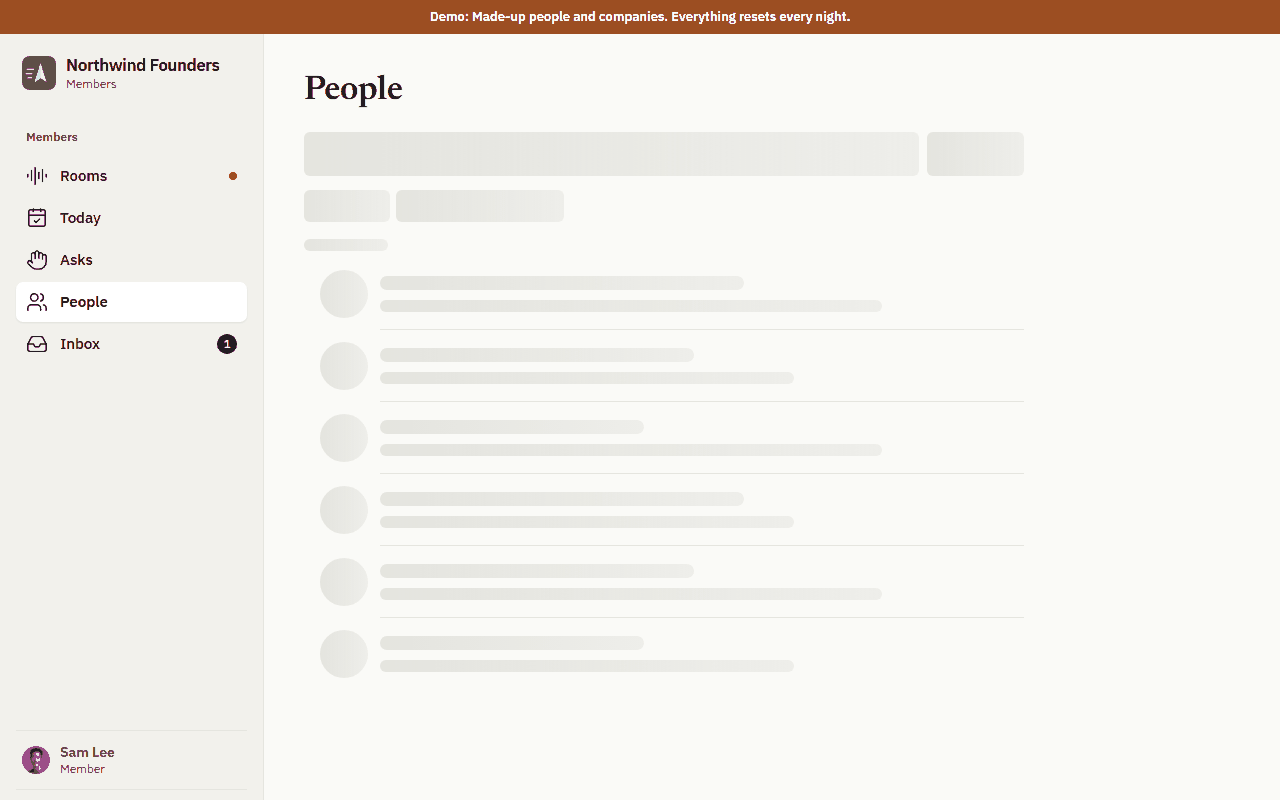 Demo: Made-up people and companies. Everything resets every night.
Northwind Founders
Members
Members
Rooms
Today
Asks
People
Inbox
1
Sam Lee
Member
People